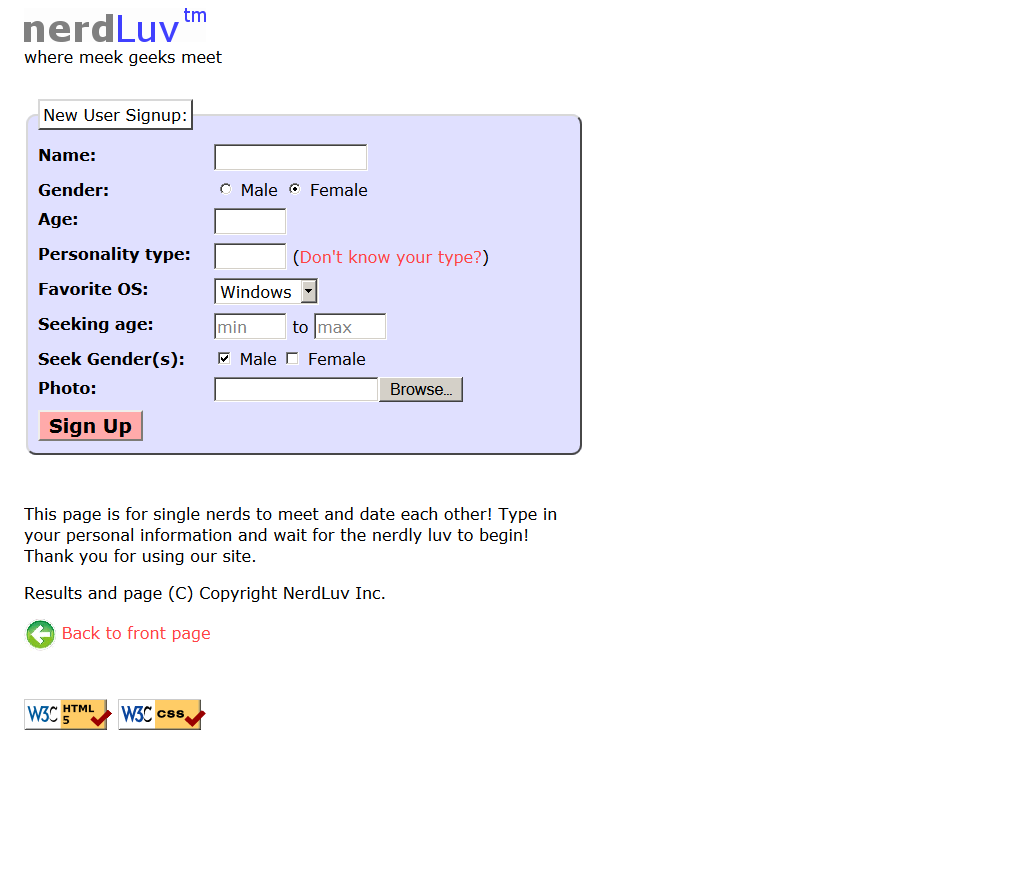 nerdLuv tm
where meek geeks meet
New User Signup:
Name:
Gender: Male Female
Age:
Personality type: (Don't know your type?)
Favorite OS: Windows
Seeking age: min to max
Seek Gender(s): Male Female
Photo: Browse...
Sign Up
This page is for single nerds to meet and date each other! Type in
your personal information and wait for the nerdly luv to begin!
Thank you for using our site.
Results and page (C) Copyright NerdLuv Inc.
Back to front page
W3C HTML 5 W3C css